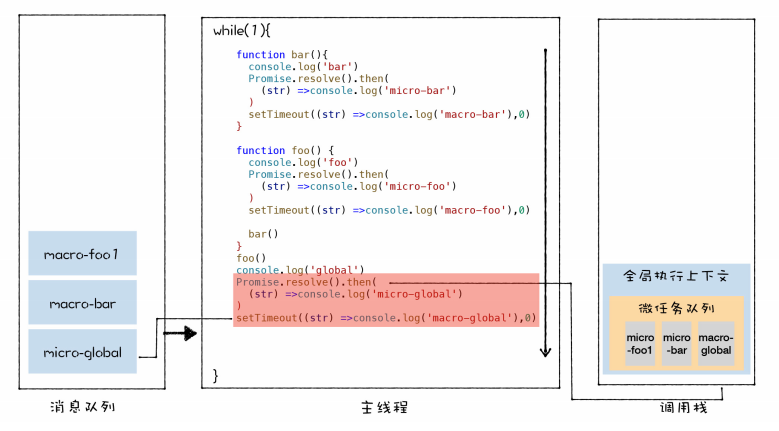 while(1){
function bar(){
console.log('bar')
Promise.resolve().then(
(str) =>console.log('micro-bar')
)
setTimeout((str) =>console.log('macro-bar'),0)
}
function foo() {
console.log('foo')
Promise.resolve().then(
(str) =>console.log('micro-foo')
)
setTimeout((str) =>console.log('macro-foo'),0)
bar()
}
foo()
console.log('global')
Promise.resolve().then(
(str) =>console.log('micro-global')
)
setTimeout((str) =>console.log('macro-global'),0)
}
macro-foo1
macro-bar
micro-global
全局执行上下文
微任务队列
micro
-foo1
micro
-bar
macro-
global
消息队列
主线程
调用栈